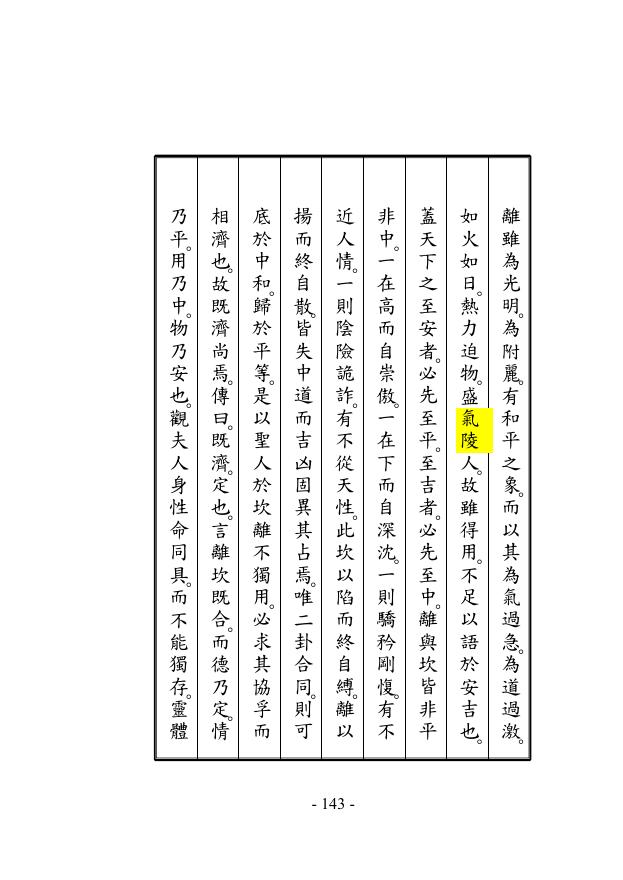 離雖為光明。為附麗。有和平之象。而以其為氣過急。為道過激。
如火如日。熱力迫物。盛氣陵人。故雖得用。不足以語於安吉也。
蓋天下之至安者。必先至平。至吉者。必先至中。離與坎皆非平
非中。一在高而自崇傲。一在下而自深沈。一則驕矜剛愎。有不
近人情。一則陰險詭詐。有不從天性。此坎以陷而終自縛。離以
揚而終自散。皆失中道而吉凶固異其占焉。唯二卦合同。則可
底於中和。歸於平等。是以聖人於坎離不獨用。必求其協孚而
相濟也。故既濟尚焉。傳曰。既濟。定也。言離坎既合。而德乃定。情
乃平。用乃中。物乃安也。觀夫人身性命同具。而不能獨存。靈體
- 143 -